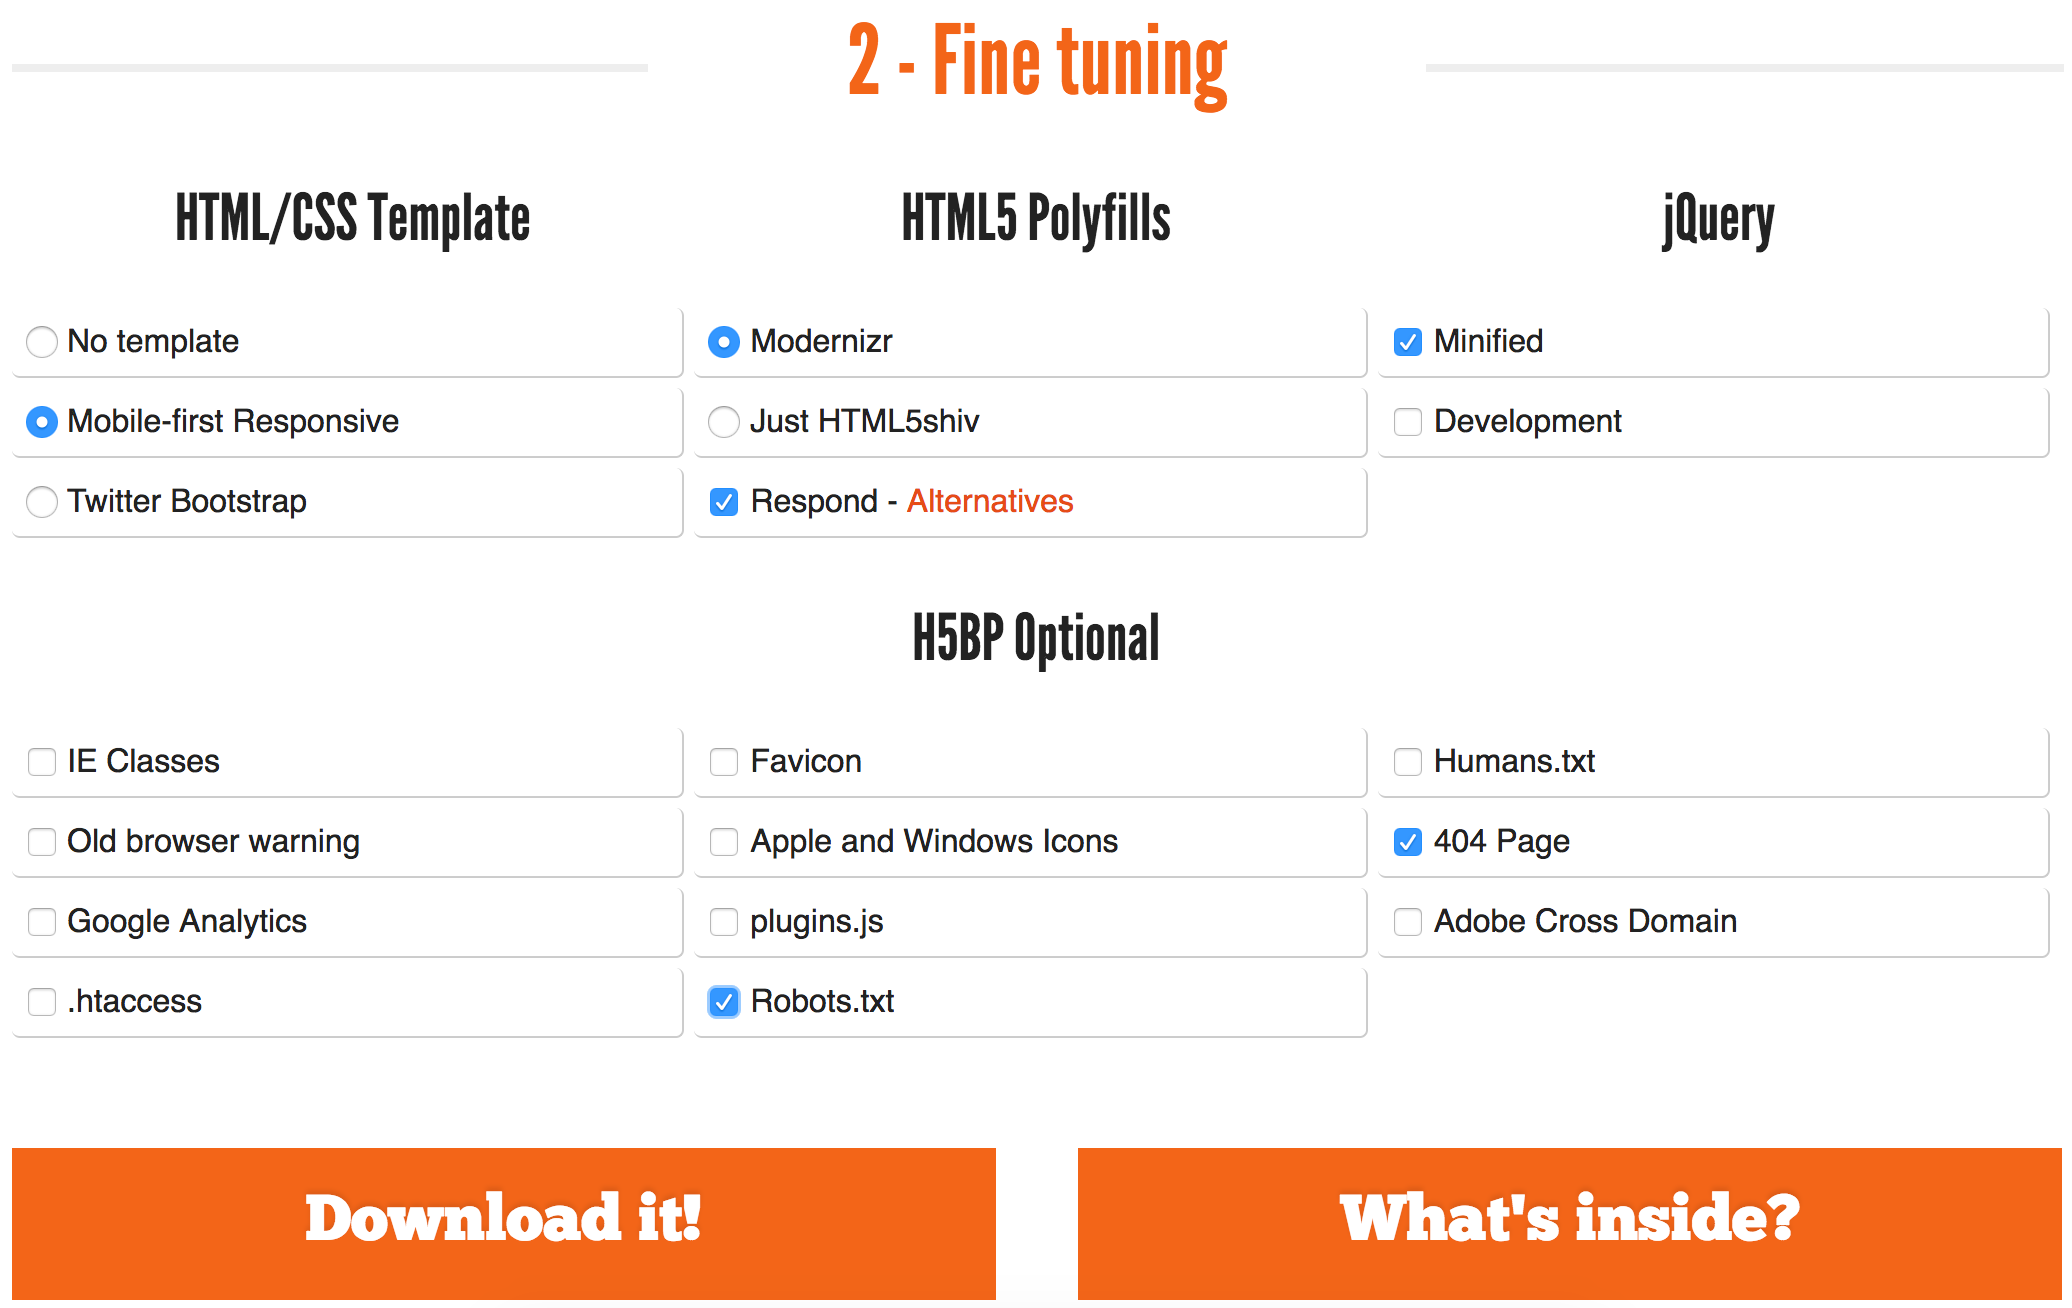 2 - Fine tuning
HTML/CSS Template
HTML5 Polyfills
jQuery
No template
Modernizr
Minified
Mobile-first Responsive
Just HTML5shiv
Development
Twitter Bootstrap
Respond - Alternatives
H5BP Optional
IE Classes
Favicon
Humans.txt
Old browser warning
Apple and Windows Icons
404 Page
Google Analytics
plugins.js
Adobe Cross Domain
.htaccess
Robots.txt
Download it!
What's inside?